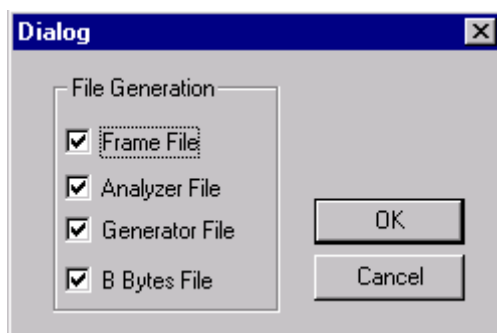 Dialog
File Generation
Frame File
Analyzer File
Generator File
B Bytes File
OK
Cancel